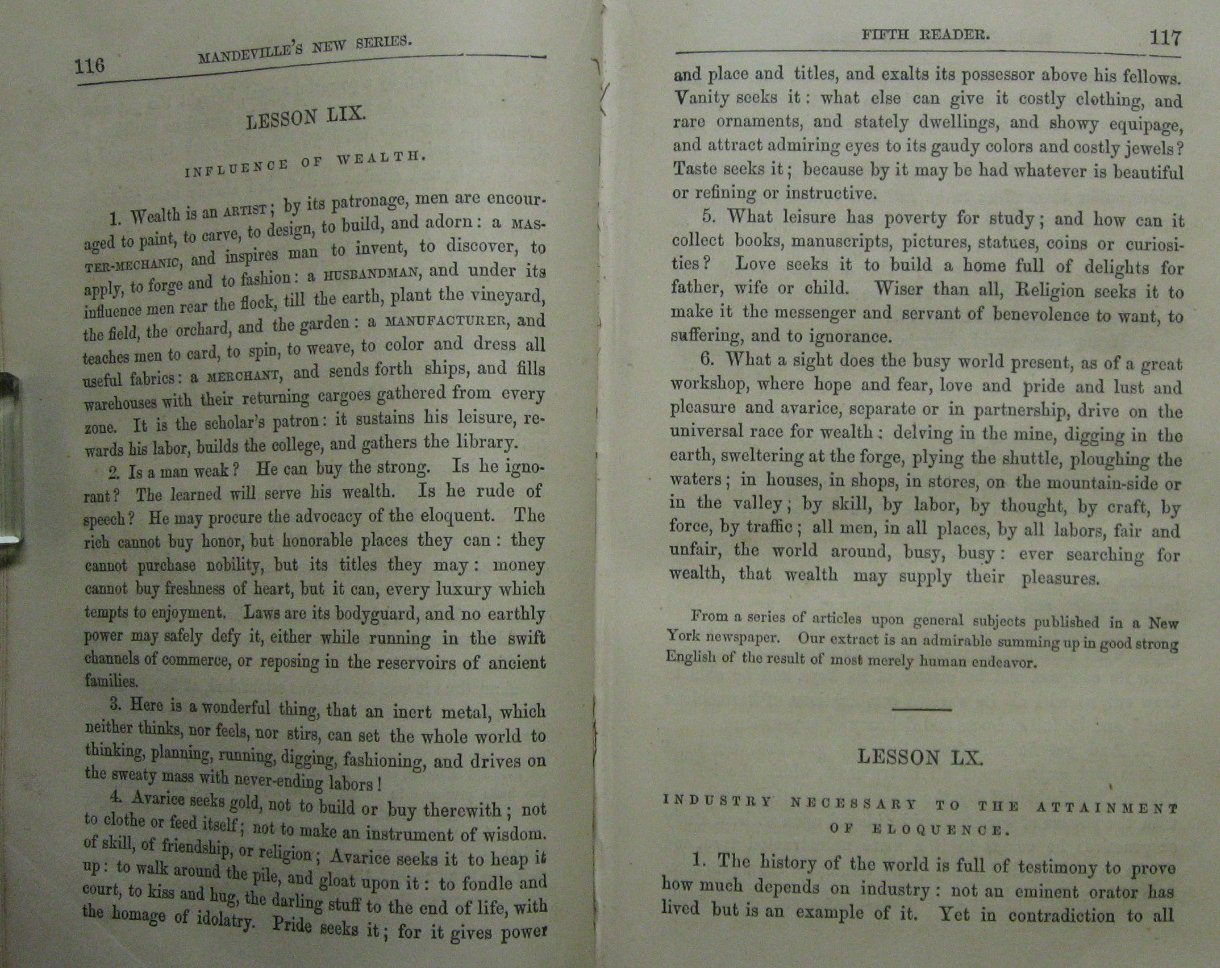 116
MANDEVILLE'S NEW SERIES.
LESSON LIX.
INFLUENCE OF WEALTH.
1. Wealth is an ARTIST; by its patronage, men are encour-
aged to paint, to carve, to design, to build, and adorn: a MAS-
TER-MECHANIC, and inspires man to invent, to discover, to
apply, to forge and to fashion: a HUSBANDMAN, and under its
influence men rear the flock, till the earth, plant the vineyard,
the field, the orchard, and the garden: a MANUFACTURER, and
teaches men to card, to spin, to weave, to color and dress all
useful fabrics: a MERCHANT, and sends forth ships, and fills
warehouses with their returning cargoes gathered from every
zone. It is the scholar's patron: it sustains his leisure, re-
wards his labor, builds the college, and gathers the library.
2. Is a man weak? He can buy the strong. Is he igno-
rant? The learned will serve his wealth. Is he rude of
speech? He may procure the advocacy of the eloquent. The
rich cannot buy honor, but honorable places they can: they
cannot purchase nobility, but its titles they may: money
cannot buy freshness of heart, but it can, every luxury which
tempts to enjoyment. Laws are its bodyguard, and no earthly
power may safely defy it, either while running in the swift
channels of commerce, or reposing in the reservoirs of ancient
families.
3. Here is a wonderful thing, that an inert metal, which
neither thinks, nor feels, nor stirs, can set the whole world to
thinking, planning, running, digging, fashioning, and drives on
the sweaty mass with never-ending labors!
4. Avarice seeks gold, not to build or buy therewith; not
to clothe or feed itself; not to make an instrument of wisdom.
of skill, of friendship, or religion; Avarice seeks it to heap it
up: to walk around the pile, and gloat upon it: to fondle and
court, to kiss and hug, the darling stuff to the end of life, with
the homage of idolatry. Pride seeks it; for it gives power
FIFTH READER.
117
and place and titles, and exalts its possessor above his fellows.
Vanity seeks it: what else can give it costly clothing, and
rare ornaments, and stately dwellings, and showy equipage,
and attract admiring eyes to its gaudy colors and costly jewels?
Taste seeks it; because by it may be had whatever is beautiful
or refining or instructive.
5. What leisure has poverty for study; and how can it
collect books, manuscripts, pictures, statues, coins or curiosi-
ties? Love seeks it to build a home full of delights for
father, wife or child. Wiser than all, Religion seeks it to
make it the messenger and servant of benevolence to want, to
suffering, and to ignorance.
6. What a sight does the busy world present, as of a great
workshop, where hope and fear, love and pride and lust and
pleasure and avarice, separate or in partnership, drive on the
universal race for wealth: delving in the mine, digging in the
earth, sweltering at the forge, plying the shuttle, ploughing the
waters; in houses, in shops, in stores, on the mountain-side or
in the valley; by skill, by labor, by thought, by craft, by
force, by traffic; all men, in all places, by all labors, fair and
unfair, the world around, busy, busy: ever searching for
wealth, that wealth may supply their pleasures.
From a series of articles upon general subjects published in a New
York newspaper. Our extract is an admirable summing up in good strong
English of the result of most merely human endeavor.
LESSON LX.
INDUSTRY NECESSARY TO THE ATTAINMENT
OF ELOQUENCE.
1. The history of the world is full of testimony to prove
how much depends on industry: not an eminent orator has
lived but is an example of it. Yet in contradiction to all